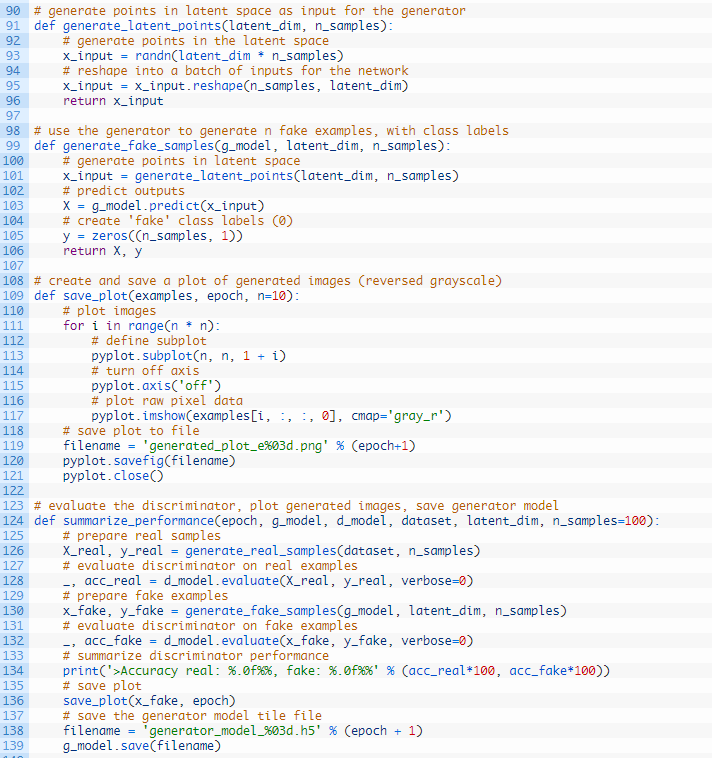 90 # generate points in latent space as input for the generator
91 def generate_latent_points(latent_dim, n_samples):
92     # generate points in the latent space
93     x_input = randn(latent_dim * n_samples)
94     # reshape into a batch of inputs for the network
95     x_input = x_input.reshape(n_samples, latent_dim)
96     return x_input
97
98 # use the generator to generate n fake examples, with class labels
99 def generate_fake_samples(g_model, latent_dim, n_samples):
100     # generate points in latent space
101     x_input = generate_latent_points(latent_dim, n_samples)
102     # predict outputs
103     X = g_model.predict(x_input)
104     # create 'fake' class labels (0)
105     y = zeros((n_samples, 1))
106     return X, y
107
108 # create and save a plot of generated images (reversed grayscale)
109 def save_plot(examples, epoch, n=10):
110     # plot images
111     for i in range(n * n):
112         # define subplot
113         pyplot.subplot(n, n, 1 + i)
114         # turn off axis
115         pyplot.axis('off')
116         # plot raw pixel data
117         pyplot.imshow(examples[i, :, :, 0], cmap='gray_r')
118     # save plot to file
119     filename = 'generated_plot_e%03d.png' % (epoch+1)
120     pyplot.savefig(filename)
121     pyplot.close()
122
123 # evaluate the discriminator, plot generated images, save generator model
124 def summarize_performance(epoch, g_model, d_model, dataset, latent_dim, n_samples=100):
125     # prepare real samples
126     X_real, y_real = generate_real_samples(dataset, n_samples)
127     # evaluate discriminator on real examples
128     _, acc_real = d_model.evaluate(X_real, y_real, verbose=0)
129     # prepare fake examples
130     x_fake, y_fake = generate_fake_samples(g_model, latent_dim, n_samples)
131     # evaluate discriminator on fake examples
132     _, acc_fake = d_model.evaluate(x_fake, y_fake, verbose=0)
133     # summarize discriminator performance
134     print('>Accuracy real: %.0f%%, fake: %.0f%%' % (acc_real*100, acc_fake*100))
135     # save plot
136     save_plot(x_fake, epoch)
137     # save the generator model tile file
138     filename = 'generator_model_%03d.h5' % (epoch + 1)
139     g_model.save(filename)